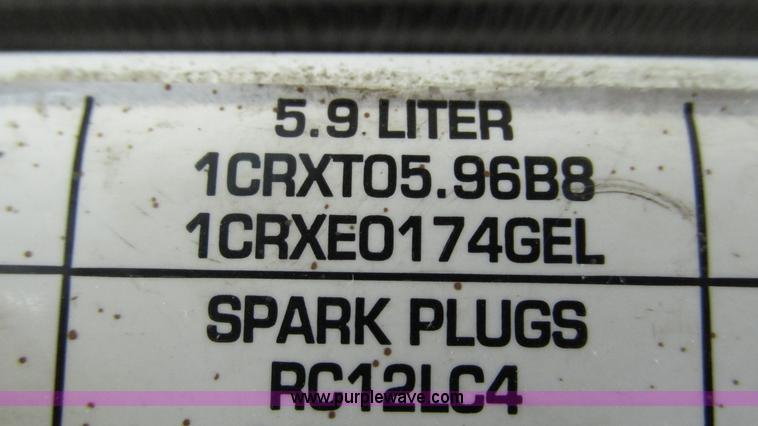 5.9 LITER
1CRXT05.96B8
1CRXE0174GEL
SPARK PLUGS
RC12LC4
www.purplewave.com